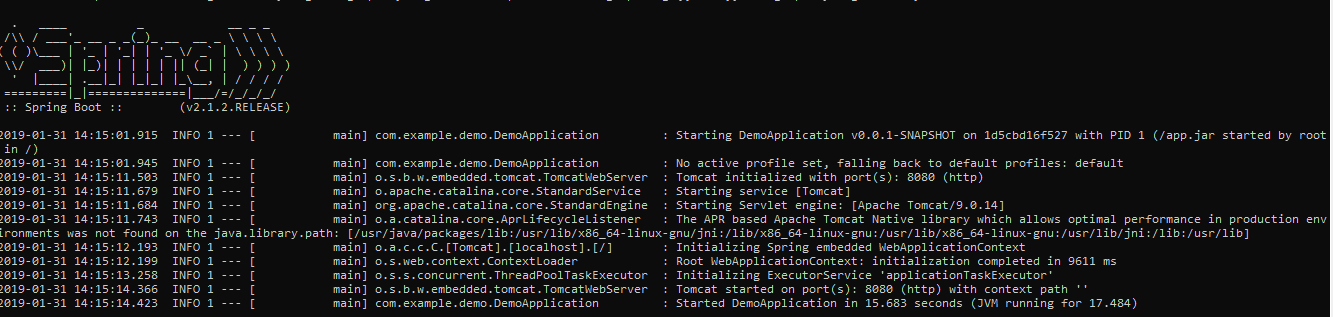 :: Spring Boot ::        (v2.1.2.RELEASE)
2019-01-31 14:15:01.915  INFO 1 --- [           main] com.example.demo.DemoApplication         : Starting DemoApplication v0.0.1-SNAPSHOT on 1d5cbd16f527 with PID 1 (/app.jar started by root
in /)
2019-01-31 14:15:01.945  INFO 1 --- [           main] com.example.demo.DemoApplication         : No active profile set, falling back to default profiles: default
2019-01-31 14:15:11.503  INFO 1 --- [           main] o.s.b.w.embedded.tomcat.TomcatWebServer  : Tomcat initialized with port(s): 8080 (http)
2019-01-31 14:15:11.679  INFO 1 --- [           main] o.apache.catalina.core.StandardService   : Starting service [Tomcat]
2019-01-31 14:15:11.684  INFO 1 --- [           main] org.apache.catalina.core.StandardEngine  : Starting Servlet engine: [Apache Tomcat/9.0.14]
2019-01-31 14:15:11.743  INFO 1 --- [           main] o.a.catalina.core.AprLifecycleListener   : The APR based Apache Tomcat Native library which allows optimal performance in production env
ironments was not found on the java.library.path: [/usr/java/packages/lib:/usr/lib/x86_64-linux-gnu/jni:/lib/x86_64-linux-gnu:/usr/lib/x86_64-linux-gnu:/usr/lib/jni:/lib:/usr/lib]
2019-01-31 14:15:12.193  INFO 1 --- [           main] o.a.c.c.C.[Tomcat].[localhost].[/]       : Initializing Spring embedded WebApplicationContext
2019-01-31 14:15:12.199  INFO 1 --- [           main] o.s.web.context.ContextLoader            : Root WebApplicationContext: initialization completed in 9611 ms
2019-01-31 14:15:13.258  INFO 1 --- [           main] o.s.s.concurrent.ThreadPoolTaskExecutor  : Initializing ExecutorService 'applicationTaskExecutor'
2019-01-31 14:15:14.366  INFO 1 --- [           main] o.s.b.w.embedded.tomcat.TomcatWebServer  : Tomcat started on port(s): 8080 (http) with context path ''
2019-01-31 14:15:14.423  INFO 1 --- [           main] com.example.demo.DemoApplication         : Started DemoApplication in 15.683 seconds (JVM running for 17.484)